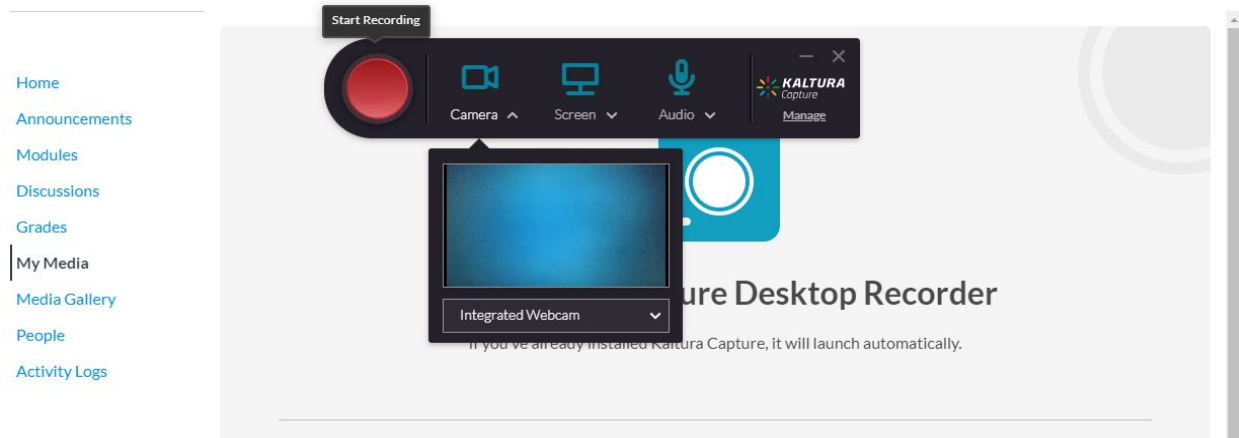 Start Recording
Home
Announcements
Modules
Discussions
Grades
My Media
Media Gallery
People
Activity Logs
Camera
Screen
Audio
KALTURA
Capture
Manage
Integrated Webcam
ure Desktop Recorder
If you've already installed Kaltura Capture, it will launch automatically.